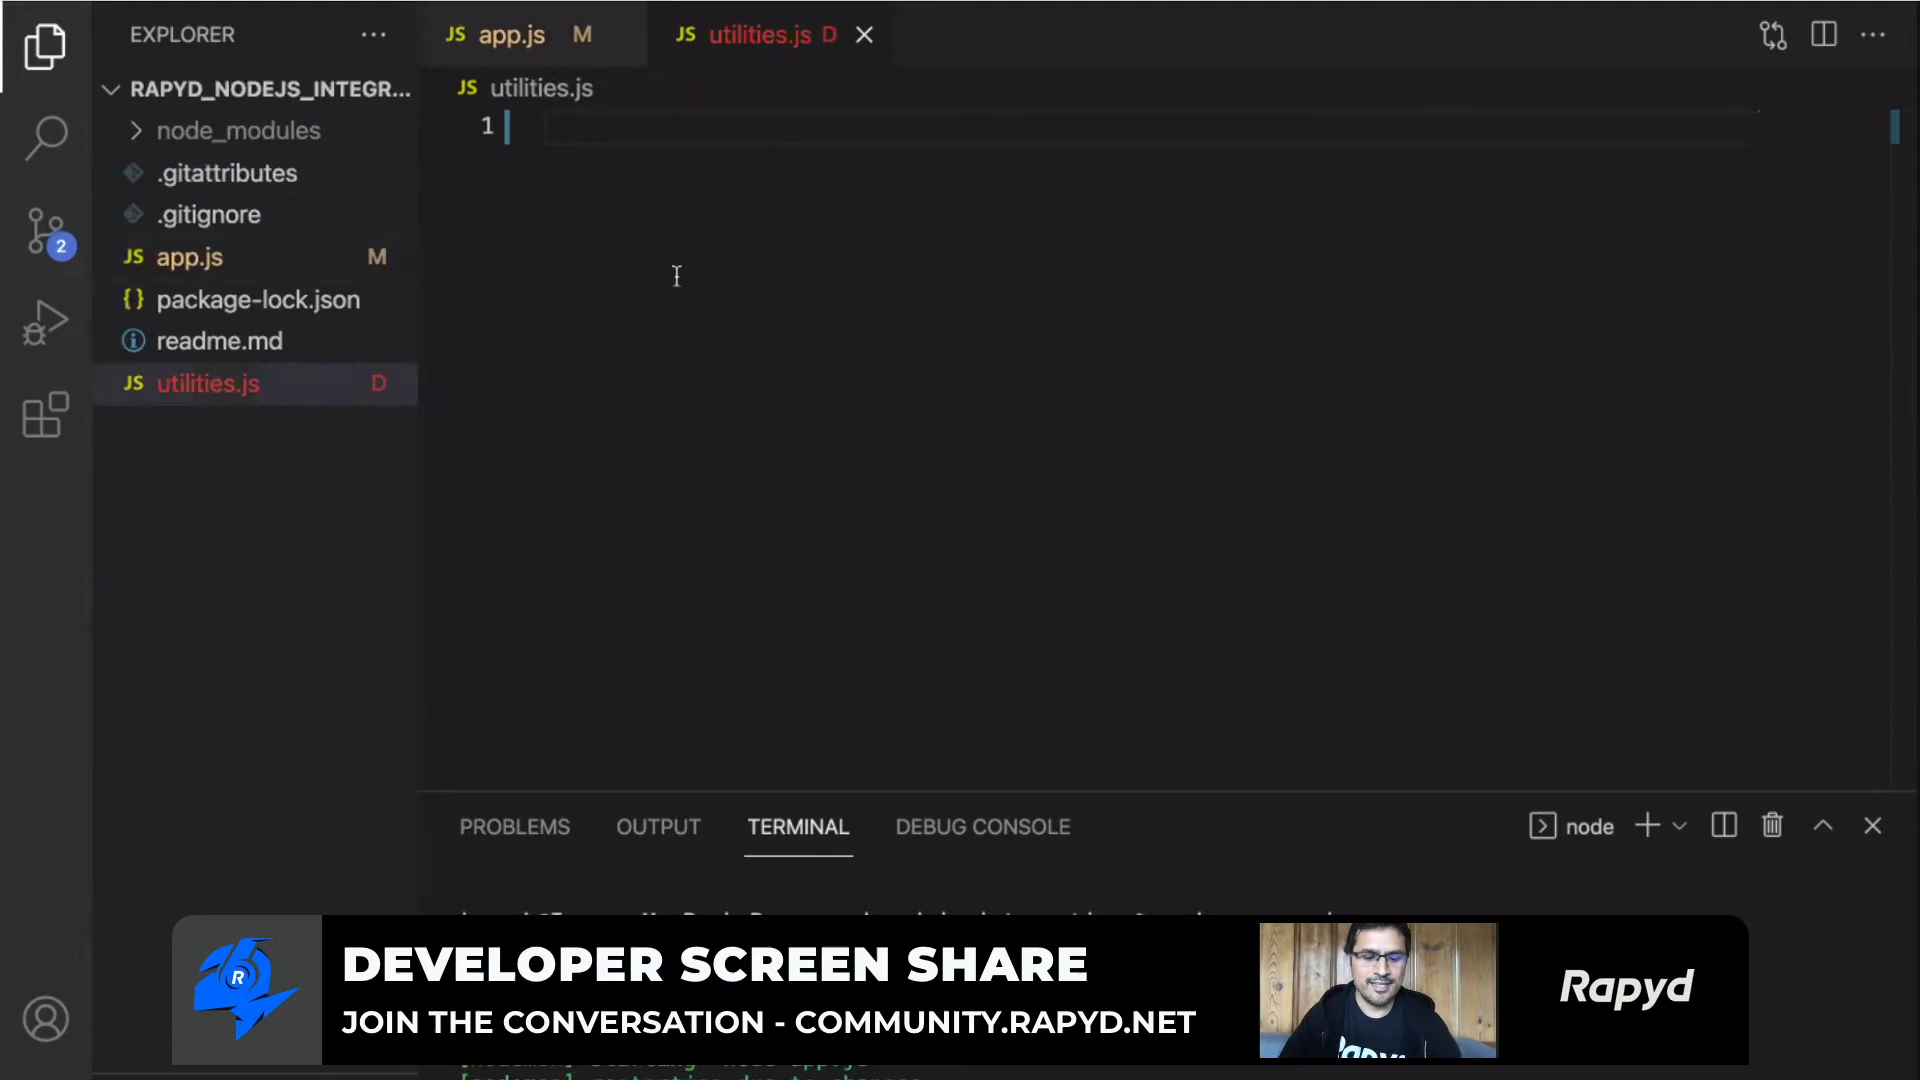 EXPLORER
RAPYD_NODEJS_INTEGR...
node_modules
.gitattributes
.gitignore
JS app.js M
{ } package-lock.json
readme.md
JS utilities.js D
2
JS app.js M
JS utilities.js D
JS utilities.js
1
PROBLEMS OUTPUT TERMINAL DEBUG CONSOLE
node
DEVELOPER SCREEN SHARE
JOIN THE CONVERSATION - COMMUNITY.RAPYD.NET
R
Rapyd